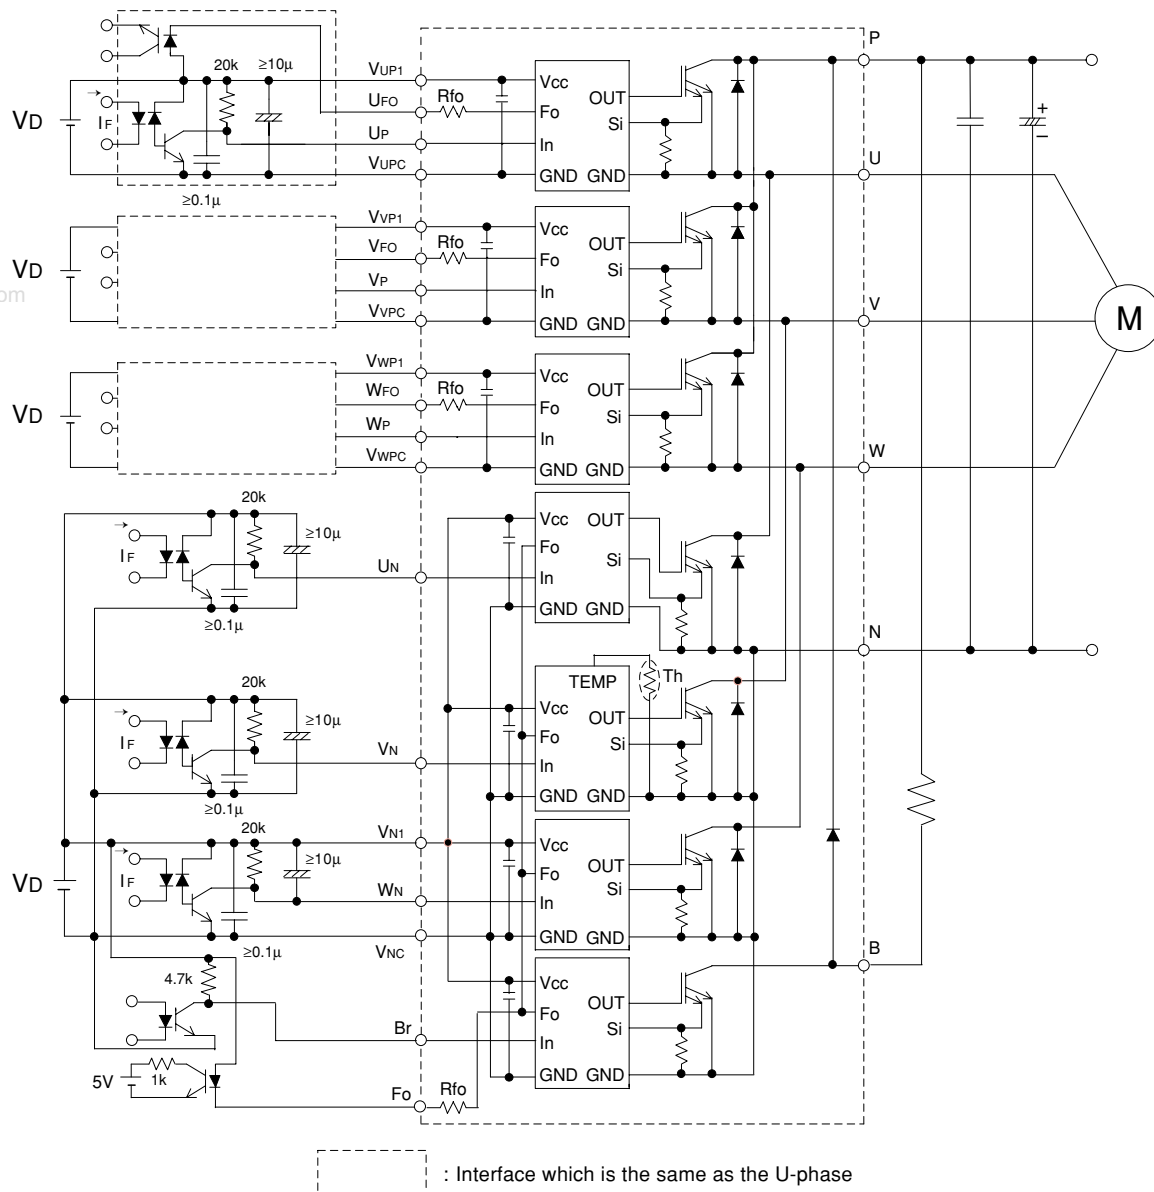 P
20k
≥10μ
VUP1
Vcc
Rfo
OUT
UFO
Fo
VD
IF
Si
UP
In
VUPC
GND GND
U
≥0.1μ
VVP1
Vcc
Rfo
OUT
VFO
Fo
VD
Si
VP
In
om
VVPC
GND GND
V
M
VWP1
Vcc
OUT
WFO
Rfo
Fo
VD
Si
WP
In
VWPC
GND GND
W
20k
≥10μ
Vcc
OUT
IF
Fo
Si
UN
In
GND GND
≥0.1μ
N
TEMP
Th
20k
≥10μ
Vcc
OUT
IF
Fo
Si
VN
In
GND GND
≥0.1μ
20k
VN1
Vcc
≥10μ
OUT
VD
IF
Fo
Si
WN
In
GND GND
≥0.1μ
VNC
B
4.7k
Vcc
OUT
Fo
Si
Br
In
5V
1k
GND GND
Fo
Rfo
+
–
: Interface which is the same as the U-phase